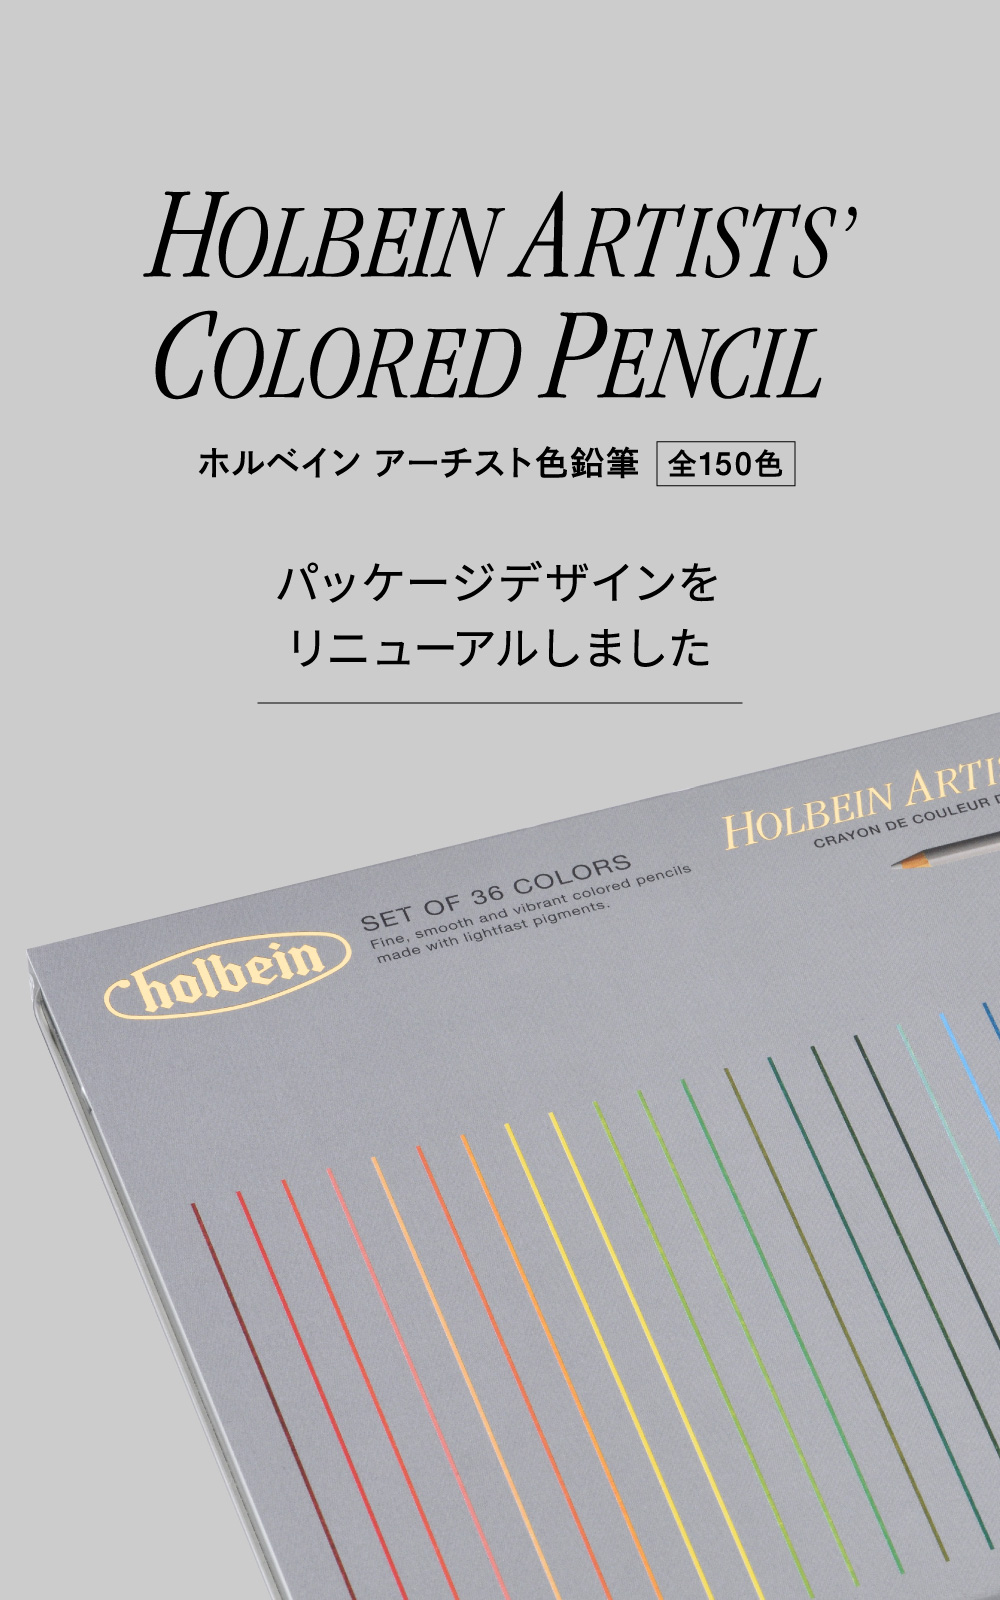 HOLBEIN ARTISTS’
COLORED PENCIL
ホルベイン アーチスト色鉛筆 全150色
パッケージデザインを
リニューアルしました
HOLBEIN
CRAYON DE COULEUR
SET OF 36 COLORS
Fine, smooth and vibrant colored pencils
made with lightfast pigments.
holbein